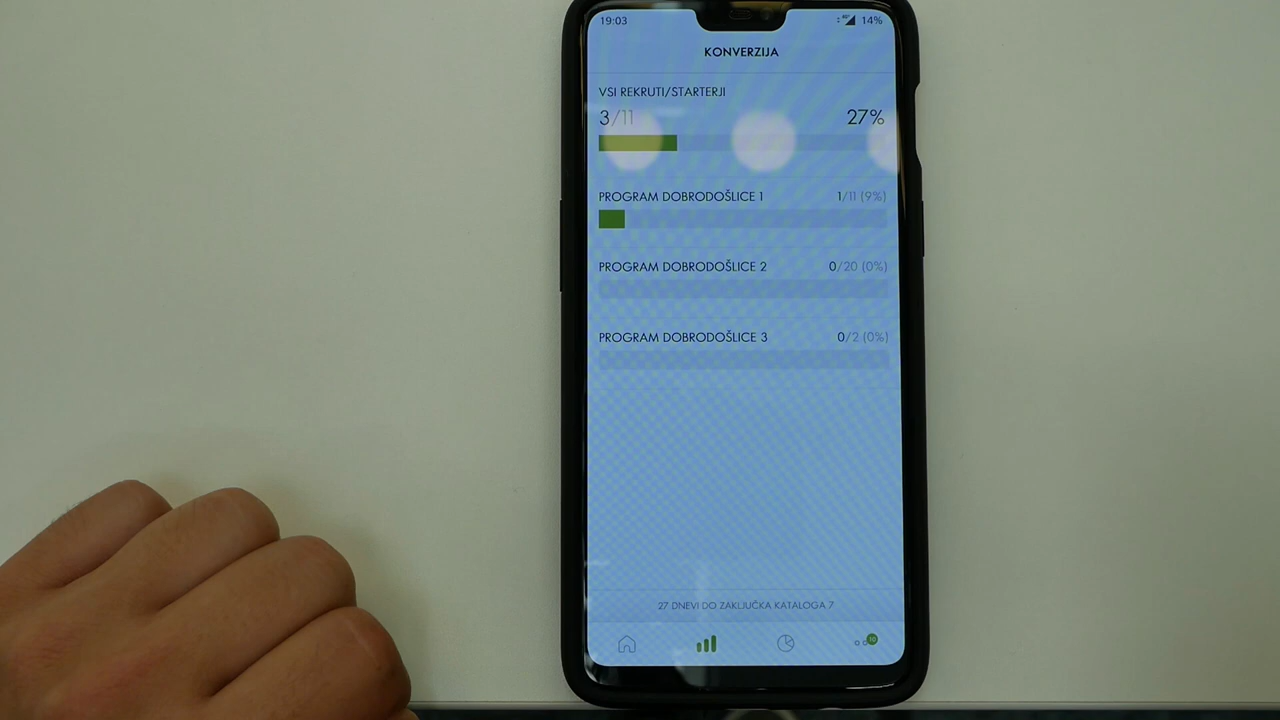 19:03 14%
KONVERZIJA
VSI REKRUTI/STARTERJI
3/11 27%
PROGRAM DOBRODOŠLICE 1 1/11 (9%)
PROGRAM DOBRODOŠLICE 2 0/20 (0%)
PROGRAM DOBRODOŠLICE 3 0/2 (0%)
27 DNEVI DO ZAKLJUČKA KATALOGA 7
10